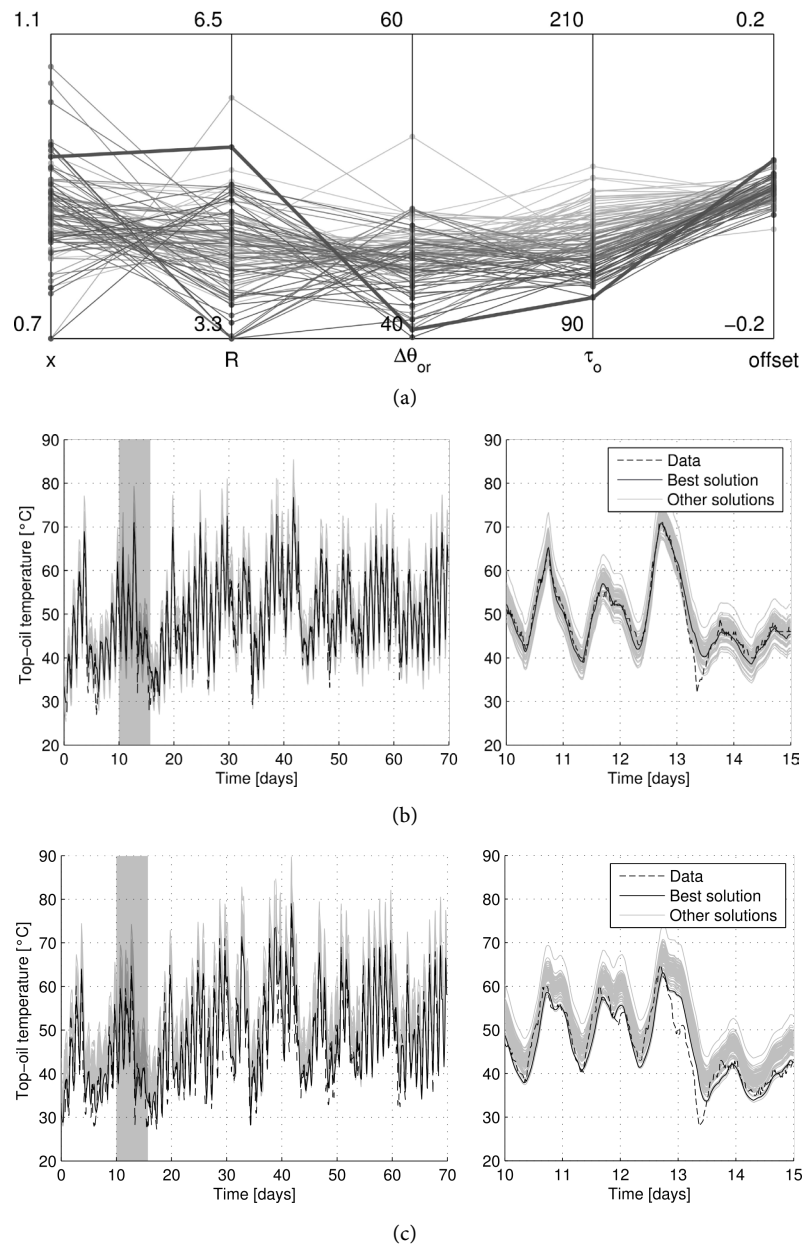 1.1 6.5 60 210 0.2
0.7 3.3 40 90 −0.2
x R Δθor τo offset
(a)
90
80
70
60
50
40
30
20
Top−oil temperature [°C]
0 10 20 30 40 50 60 70
Time [days]
90
80
70
60
50
40
30
20
Data
Best solution
Other solutions
10 11 12 13 14 15
Time [days]
(b)
90
80
70
60
50
40
30
20
Top−oil temperature [°C]
0 10 20 30 40 50 60 70
Time [days]
90
80
70
60
50
40
30
20
Data
Best solution
Other solutions
10 11 12 13 14 15
Time [days]
(c)